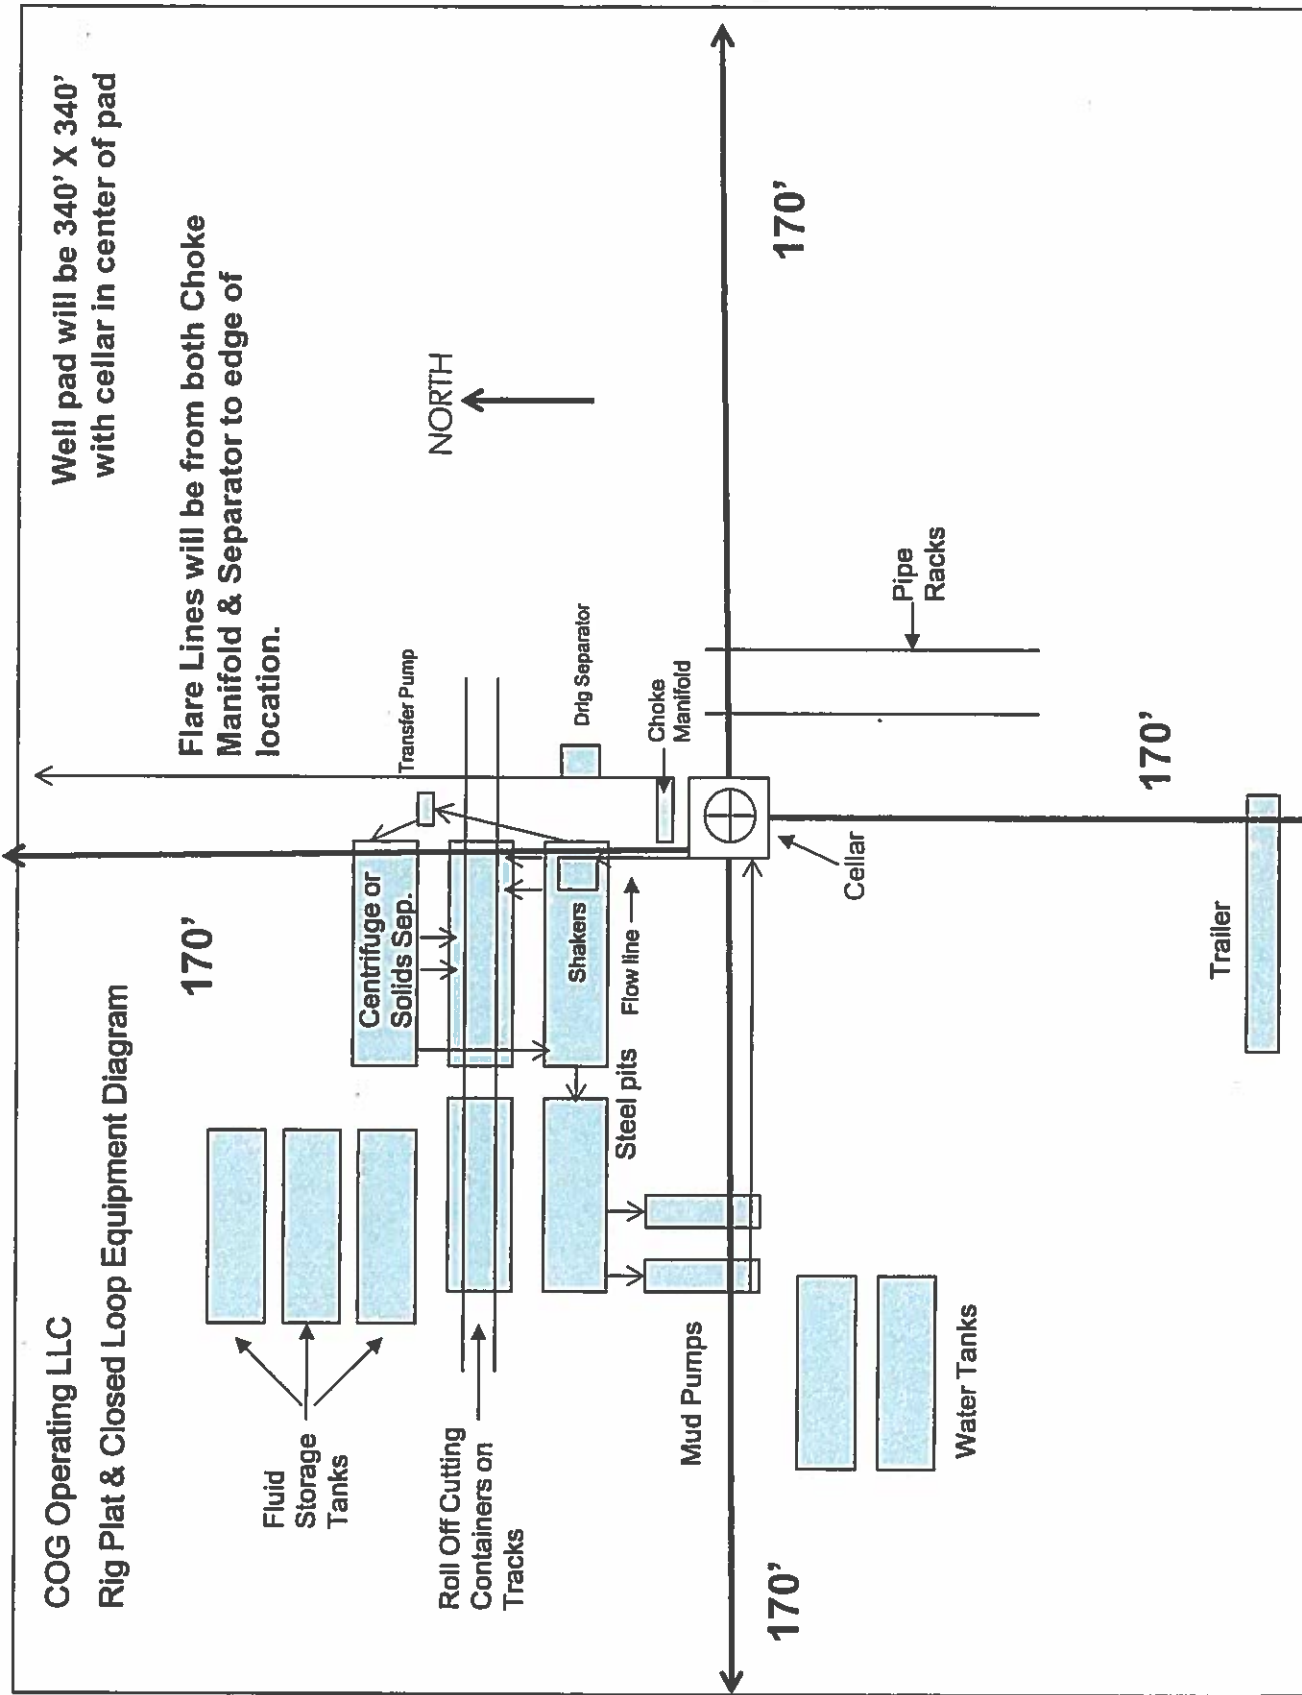 COG Operating LLC
Rig Plat & Closed Loop Equipment Diagram
Well pad will be 340' X 340'
with cellar in center of pad
Flare Lines will be from both Choke
Manifold & Separator to edge of
location.
NORTH
170'
Fluid
Storage
Tanks
Centrifuge or
Solids Sep.
Transfer Pump
Roll Off Cutting
Containers on
Tracks
Shakers
Drlg Separator
Steel pits
Flow line
Choke
Manifold
Mud Pumps
170'
170'
Cellar
Pipe
Racks
Water Tanks
170'
Trailer